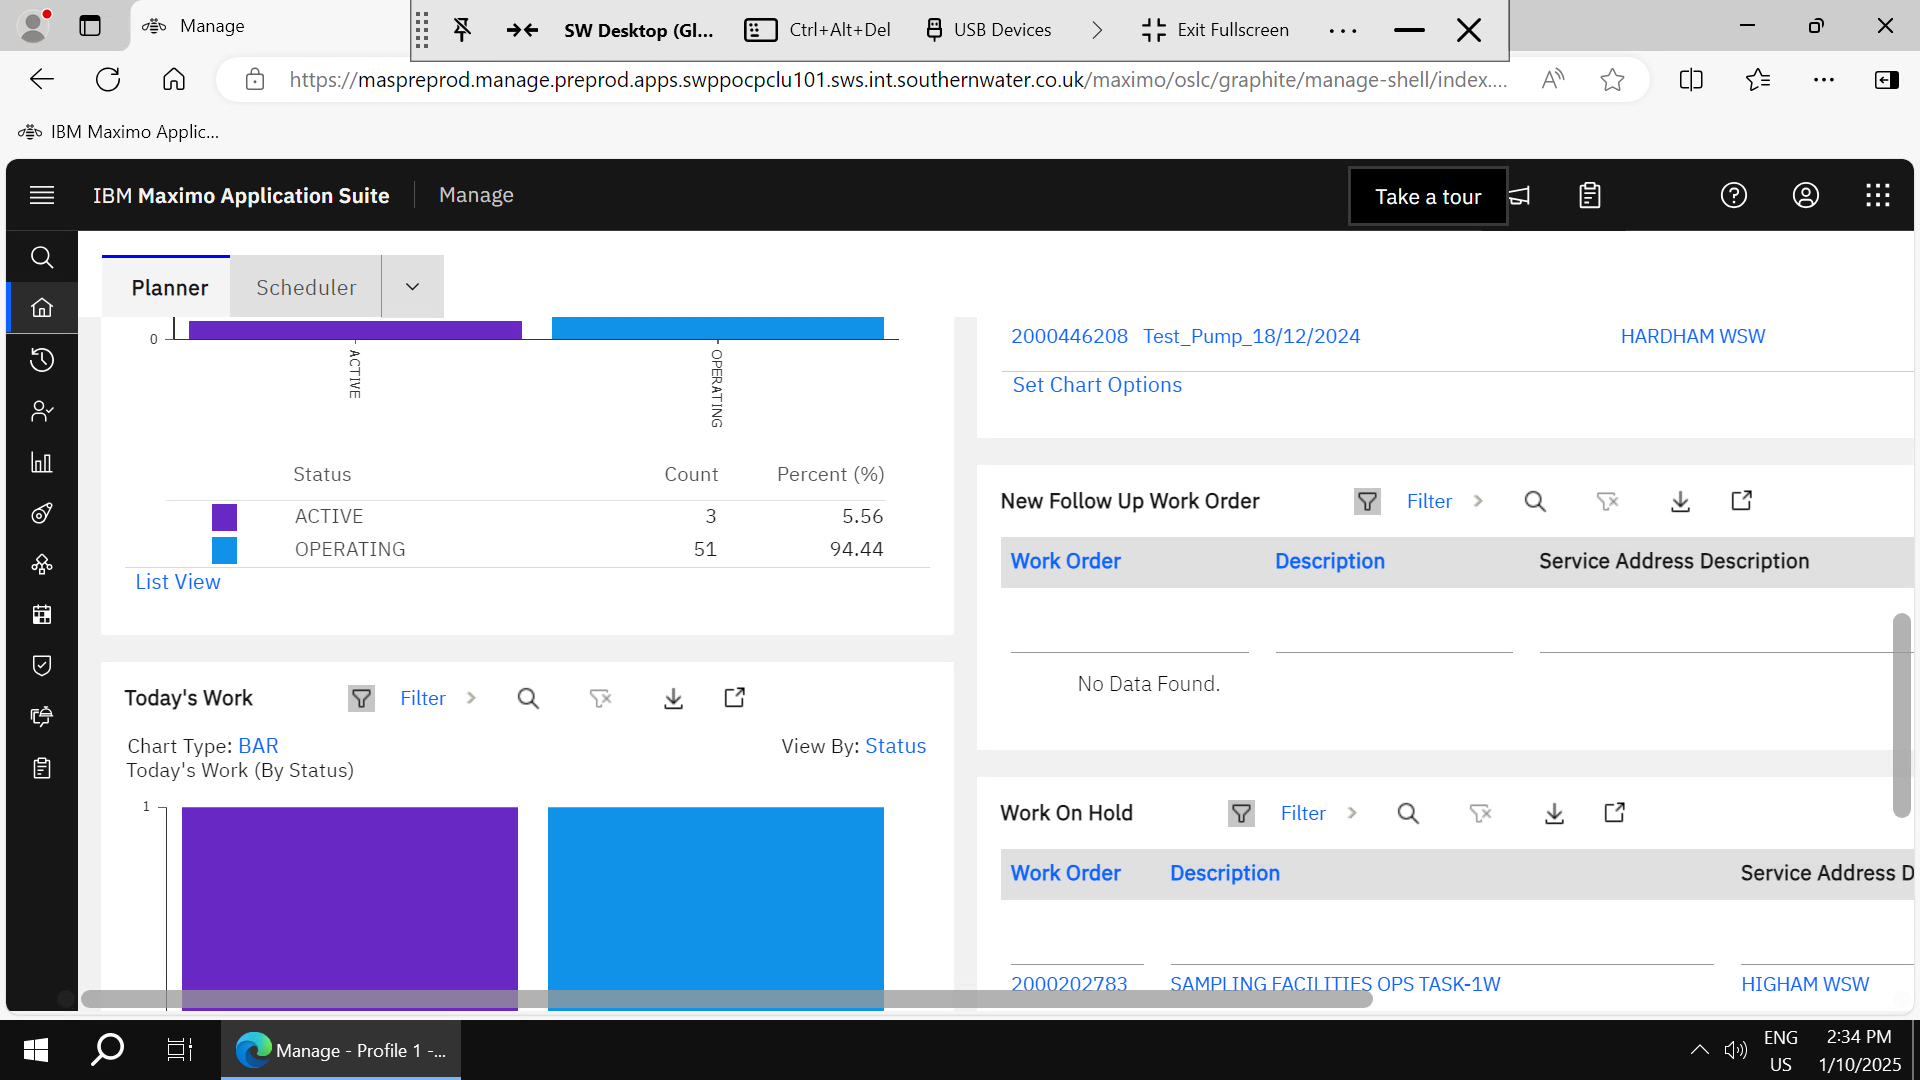 Manage
SW Desktop (Gl...
Ctrl+Alt+Del
USB Devices
Exit Fullscreen
https://maspreprod.manage.preprod.apps.swppocpclu101.sws.int.southernwater.co.uk/maximo/oslc/graphite/manage-shell/index....
IBM Maximo Applic...
IBM Maximo Application Suite
Manage
Take a tour
Planner
Scheduler
0
ACTIVE
OPERATING
Status Count Percent (%)
ACTIVE 3 5.56
OPERATING 51 94.44
List View
Today's Work
Filter
Chart Type: BAR
View By: Status
Today's Work (By Status)
1
2000446208 Test_Pump_18/12/2024 HARDHAM WSW
Set Chart Options
New Follow Up Work Order
Filter
Work Order Description Service Address Description
No Data Found.
Work On Hold
Filter
Work Order Description Service Address D
2000202783 SAMPLING FACILITIES OPS TASK-1W HIGHAM WSW
Manage - Profile 1 -...
ENG
US
2:34 PM
1/10/2025